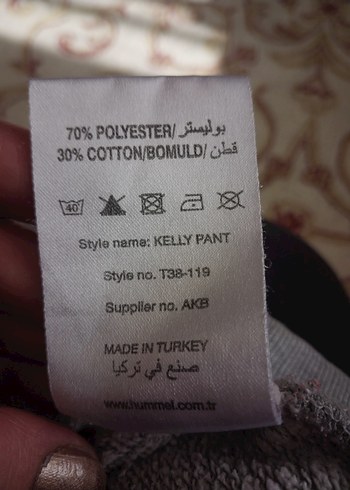 70% POLYESTER/ بوليستر
30% COTTON/BOMULD/ قطن
40
Style name: KELLY PANT
Style no. T38-119
Supplier no. AKB
MADE IN TURKEY
صنع في تركيا
www.hummel.com.tr